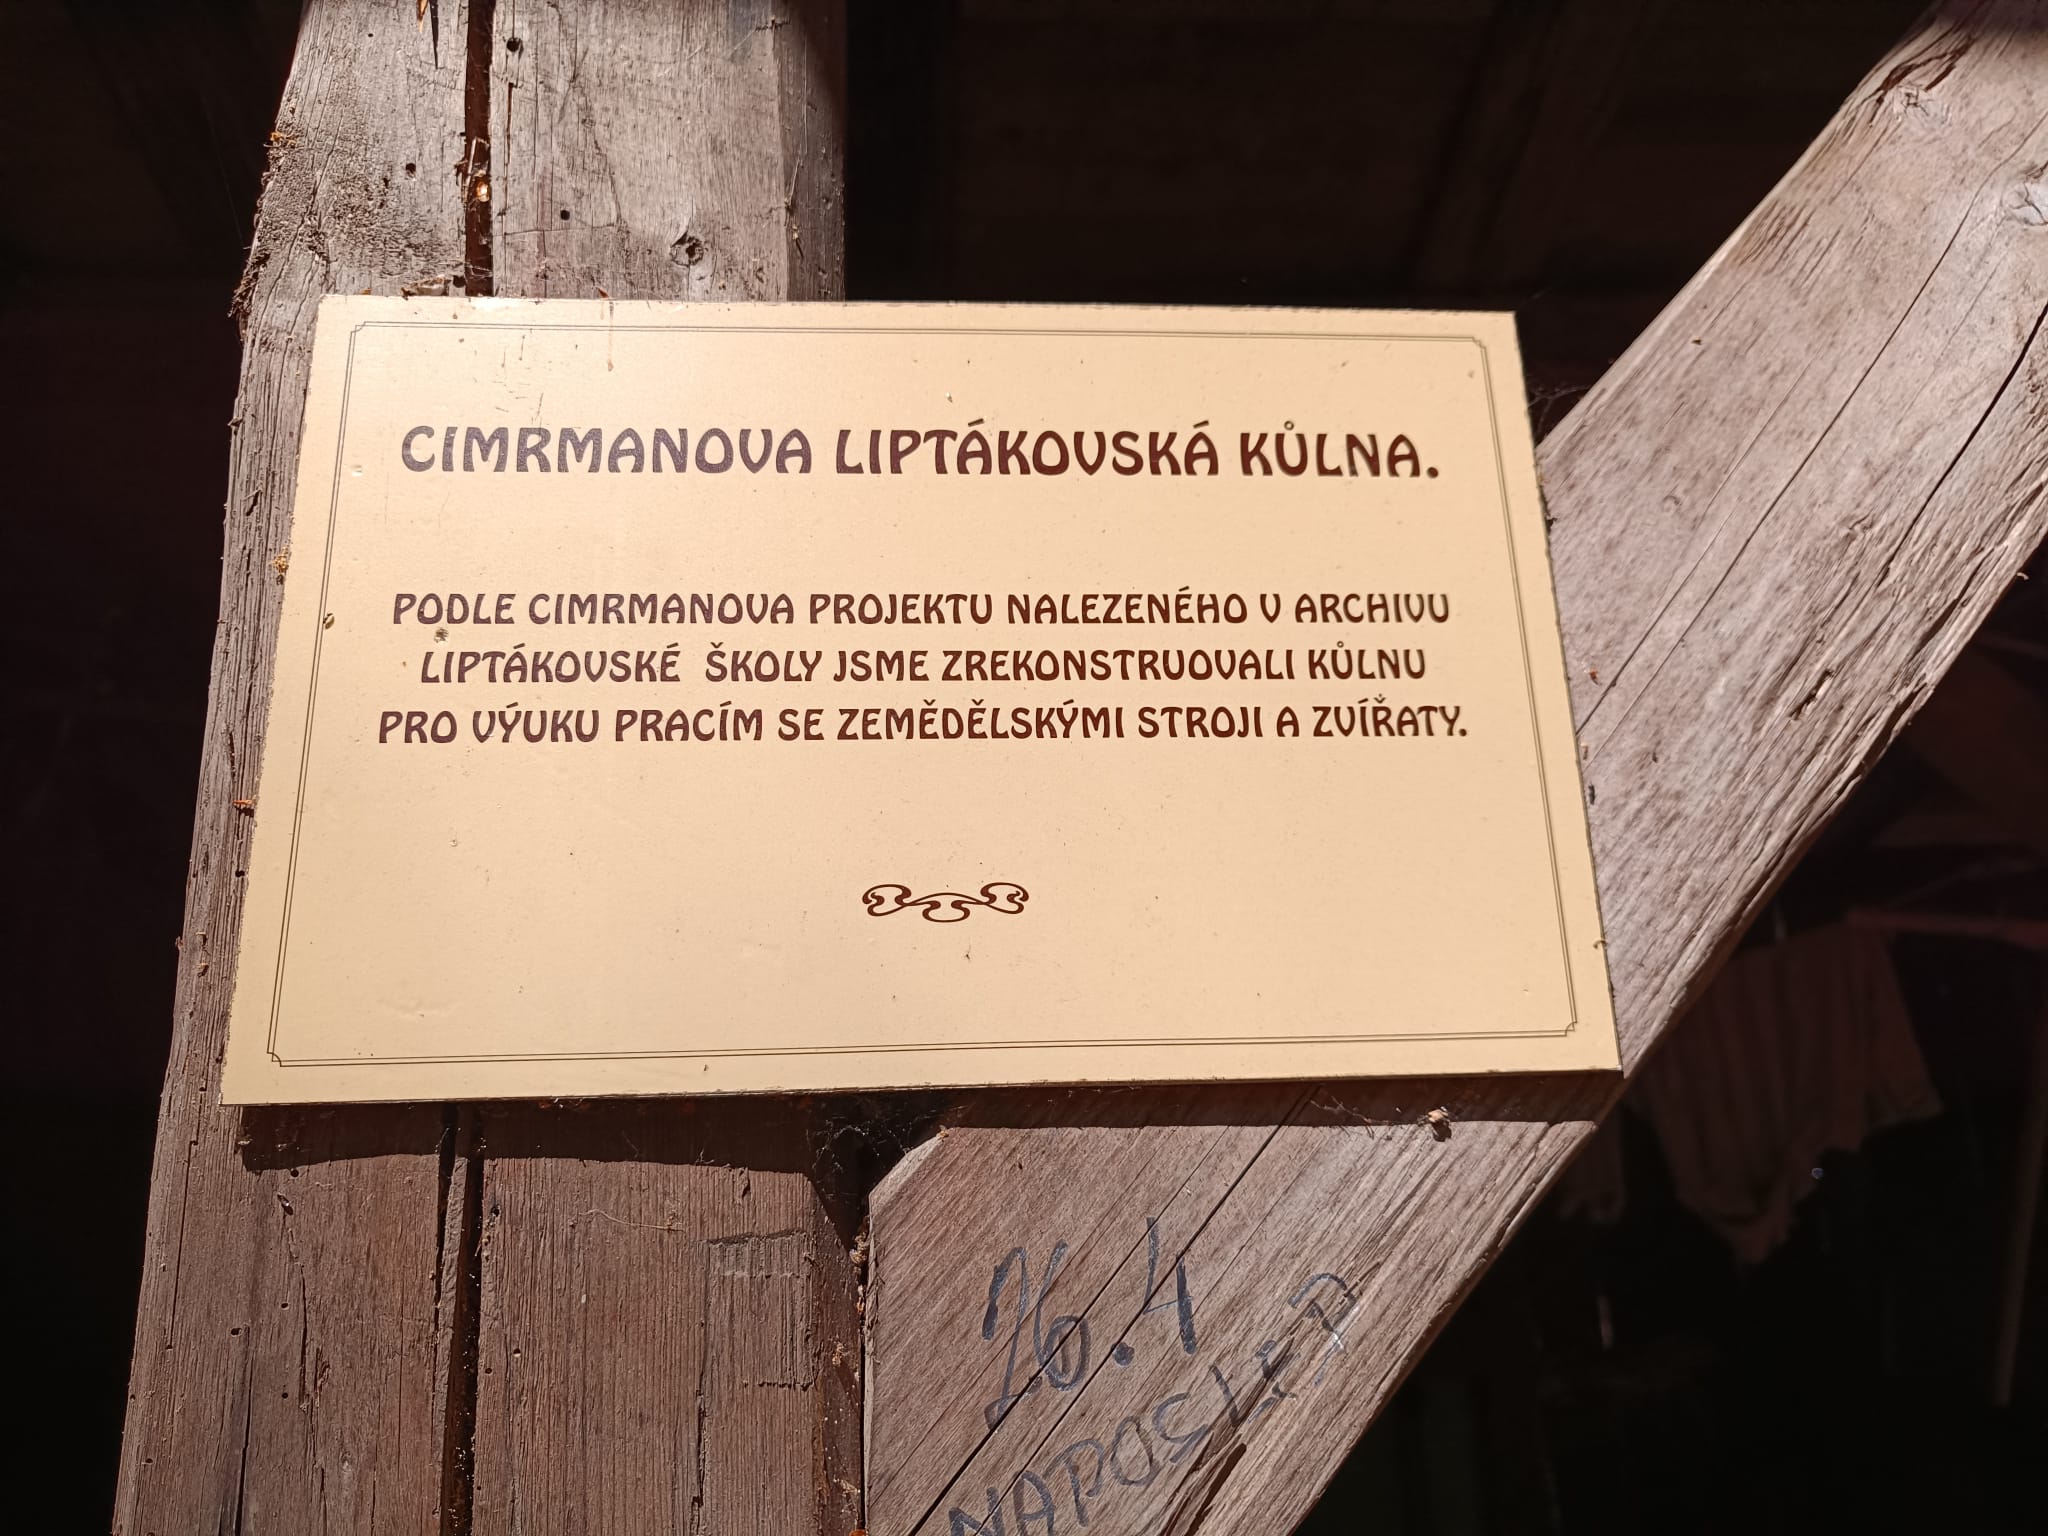 CIMRMANOVA LIPTÁKOVSKÁ KŮLNA.
PODLE CIMRMANOVA PROJEKTU NALEZENÉHO V ARCHIVU
LIPTÁKOVSKÉ ŠKOLY JSME ZREKONSTRUOVALI KŮLNU
PRO VÝUKU PRACÍM SE ZEMĚDĚLSKÝMI STROJI A ZVÍŘATY.
26.4
NAPOSLED